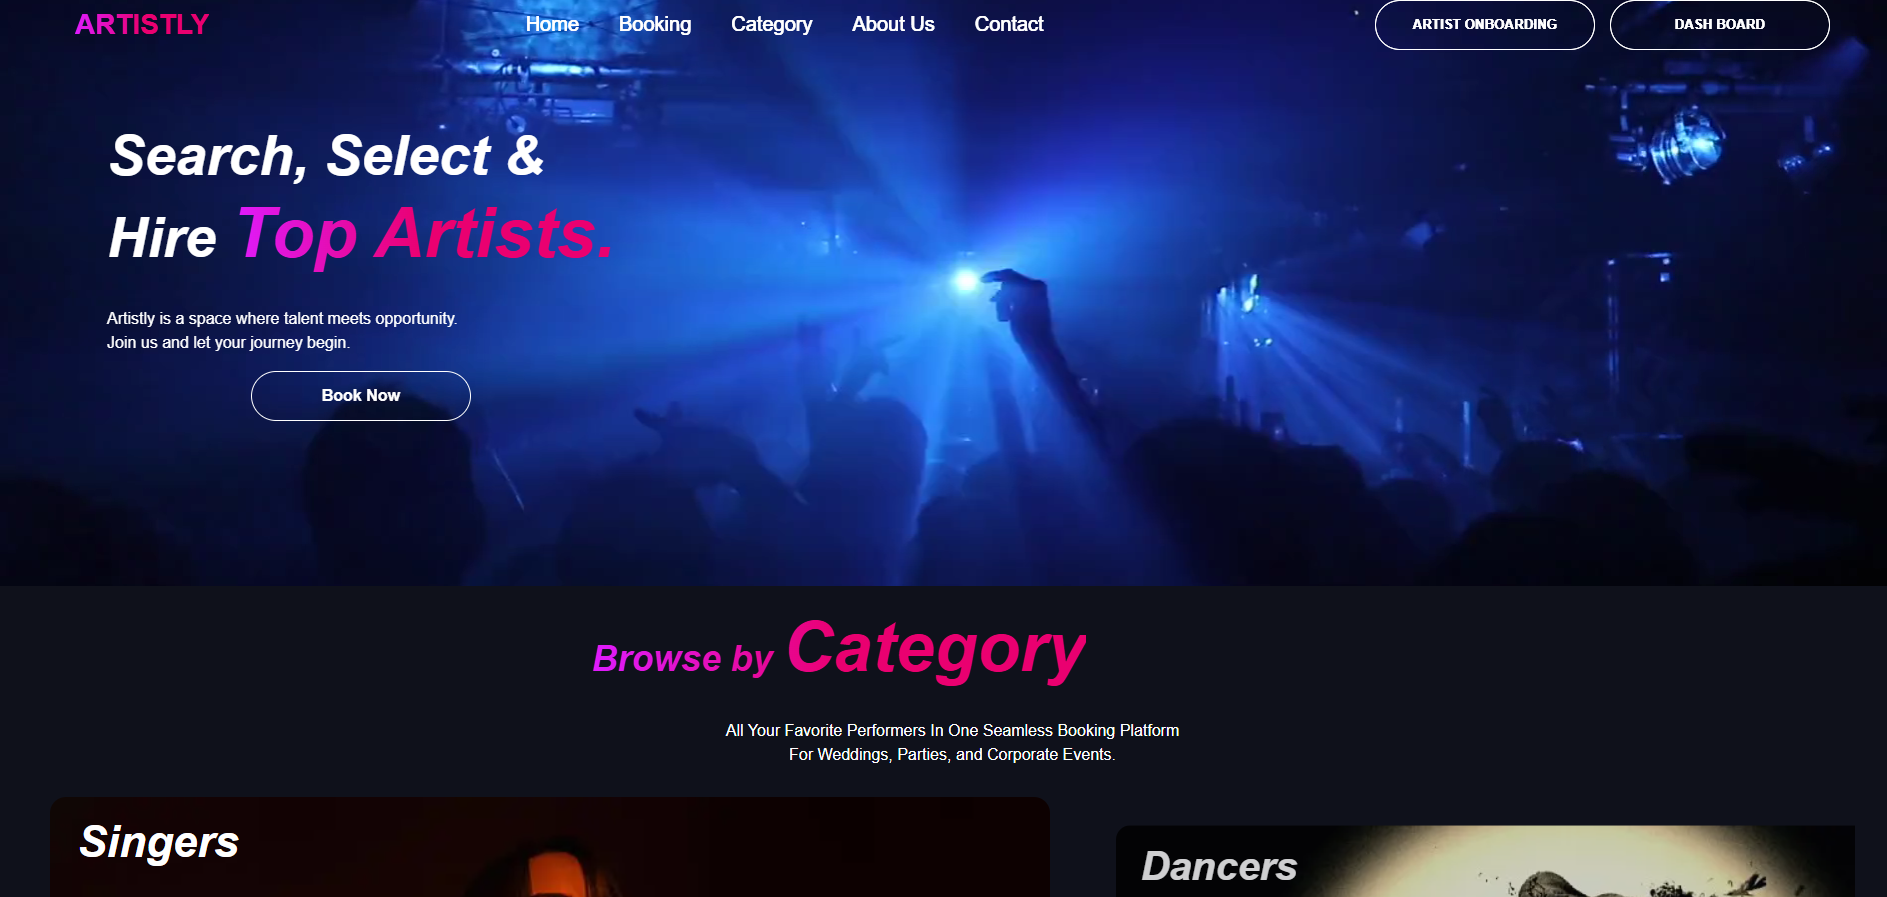 ARTISTLY
Home Booking Category About Us Contact
ARTIST ONBOARDING
DASH BOARD
Search, Select &
Hire Top Artists.
Artistly is a space where talent meets opportunity.
Join us and let your journey begin.
Book Now
Browse by Category
All Your Favorite Performers In One Seamless Booking Platform
For Weddings, Parties, and Corporate Events.
Singers
Dancers